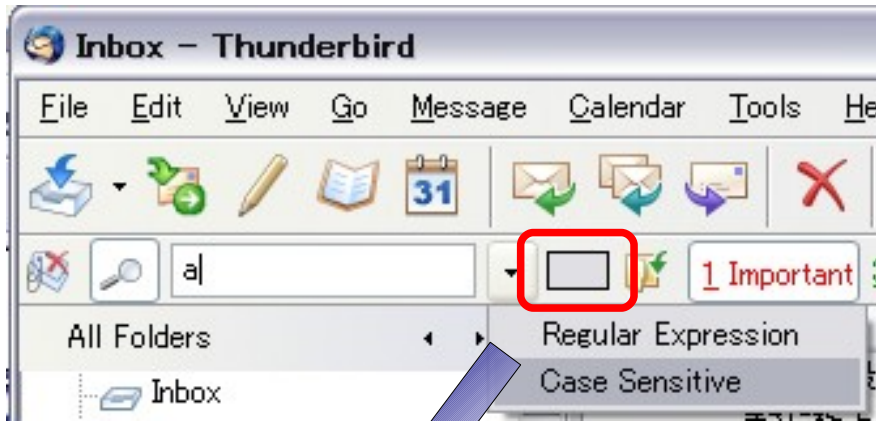 Inbox - Thunderbird
File Edit View Go Message Calendar Tools He
31
a
1 Important
All Folders
Regular Expression
Inbox
Case Sensitive